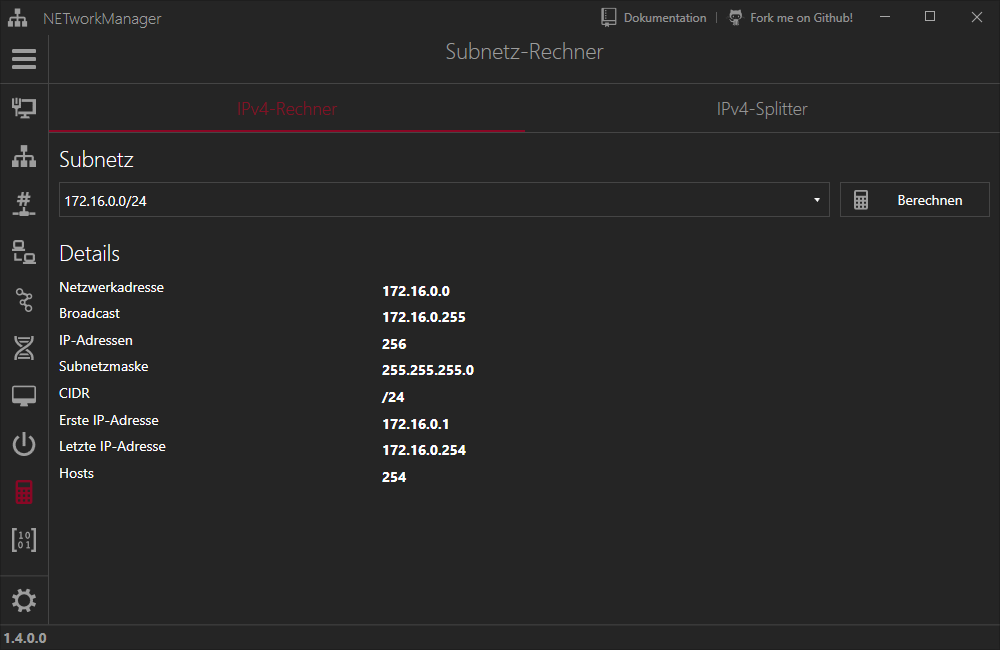 NETworkManager
Dokumentation | Fork me on Github!
Subnetz-Rechner
IPv4-Rechner
IPv4-Splitter
Subnetz
172.16.0.0/24
Berechnen
Details
Netzwerkadresse 172.16.0.0
Broadcast 172.16.0.255
IP-Adressen 256
Subnetzmaske 255.255.255.0
CIDR /24
Erste IP-Adresse 172.16.0.1
Letzte IP-Adresse 172.16.0.254
Hosts 254
1.4.0.0